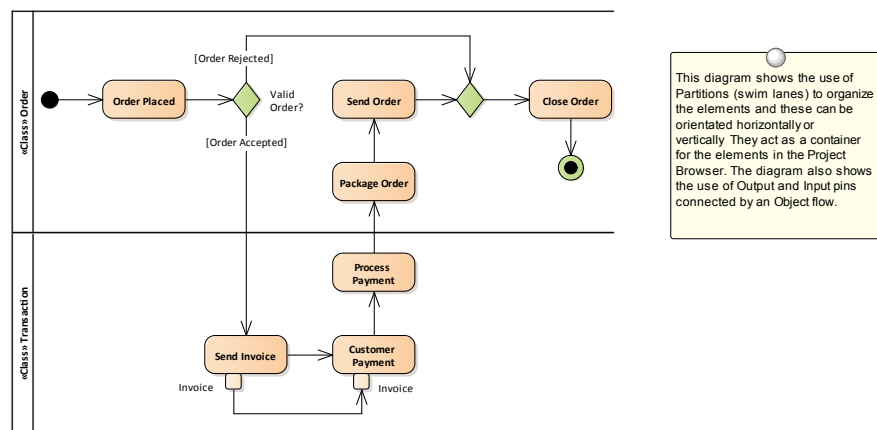 «Class» Order
[Order Rejected]
Order Placed
Valid
Order?
Send Order
Close Order
[Order Accepted]
Package Order
«Class» Transaction
Process
Payment
Send Invoice
Customer
Payment
Invoice
Invoice
This diagram shows the use of
Partitions (swim lanes) to organize
the elements and these can be
orientated horizontally or
vertically They act as a container
for the elements in the Project
Browser. The diagram also shows
the use of Output and Input pins
connected by an Object flow.